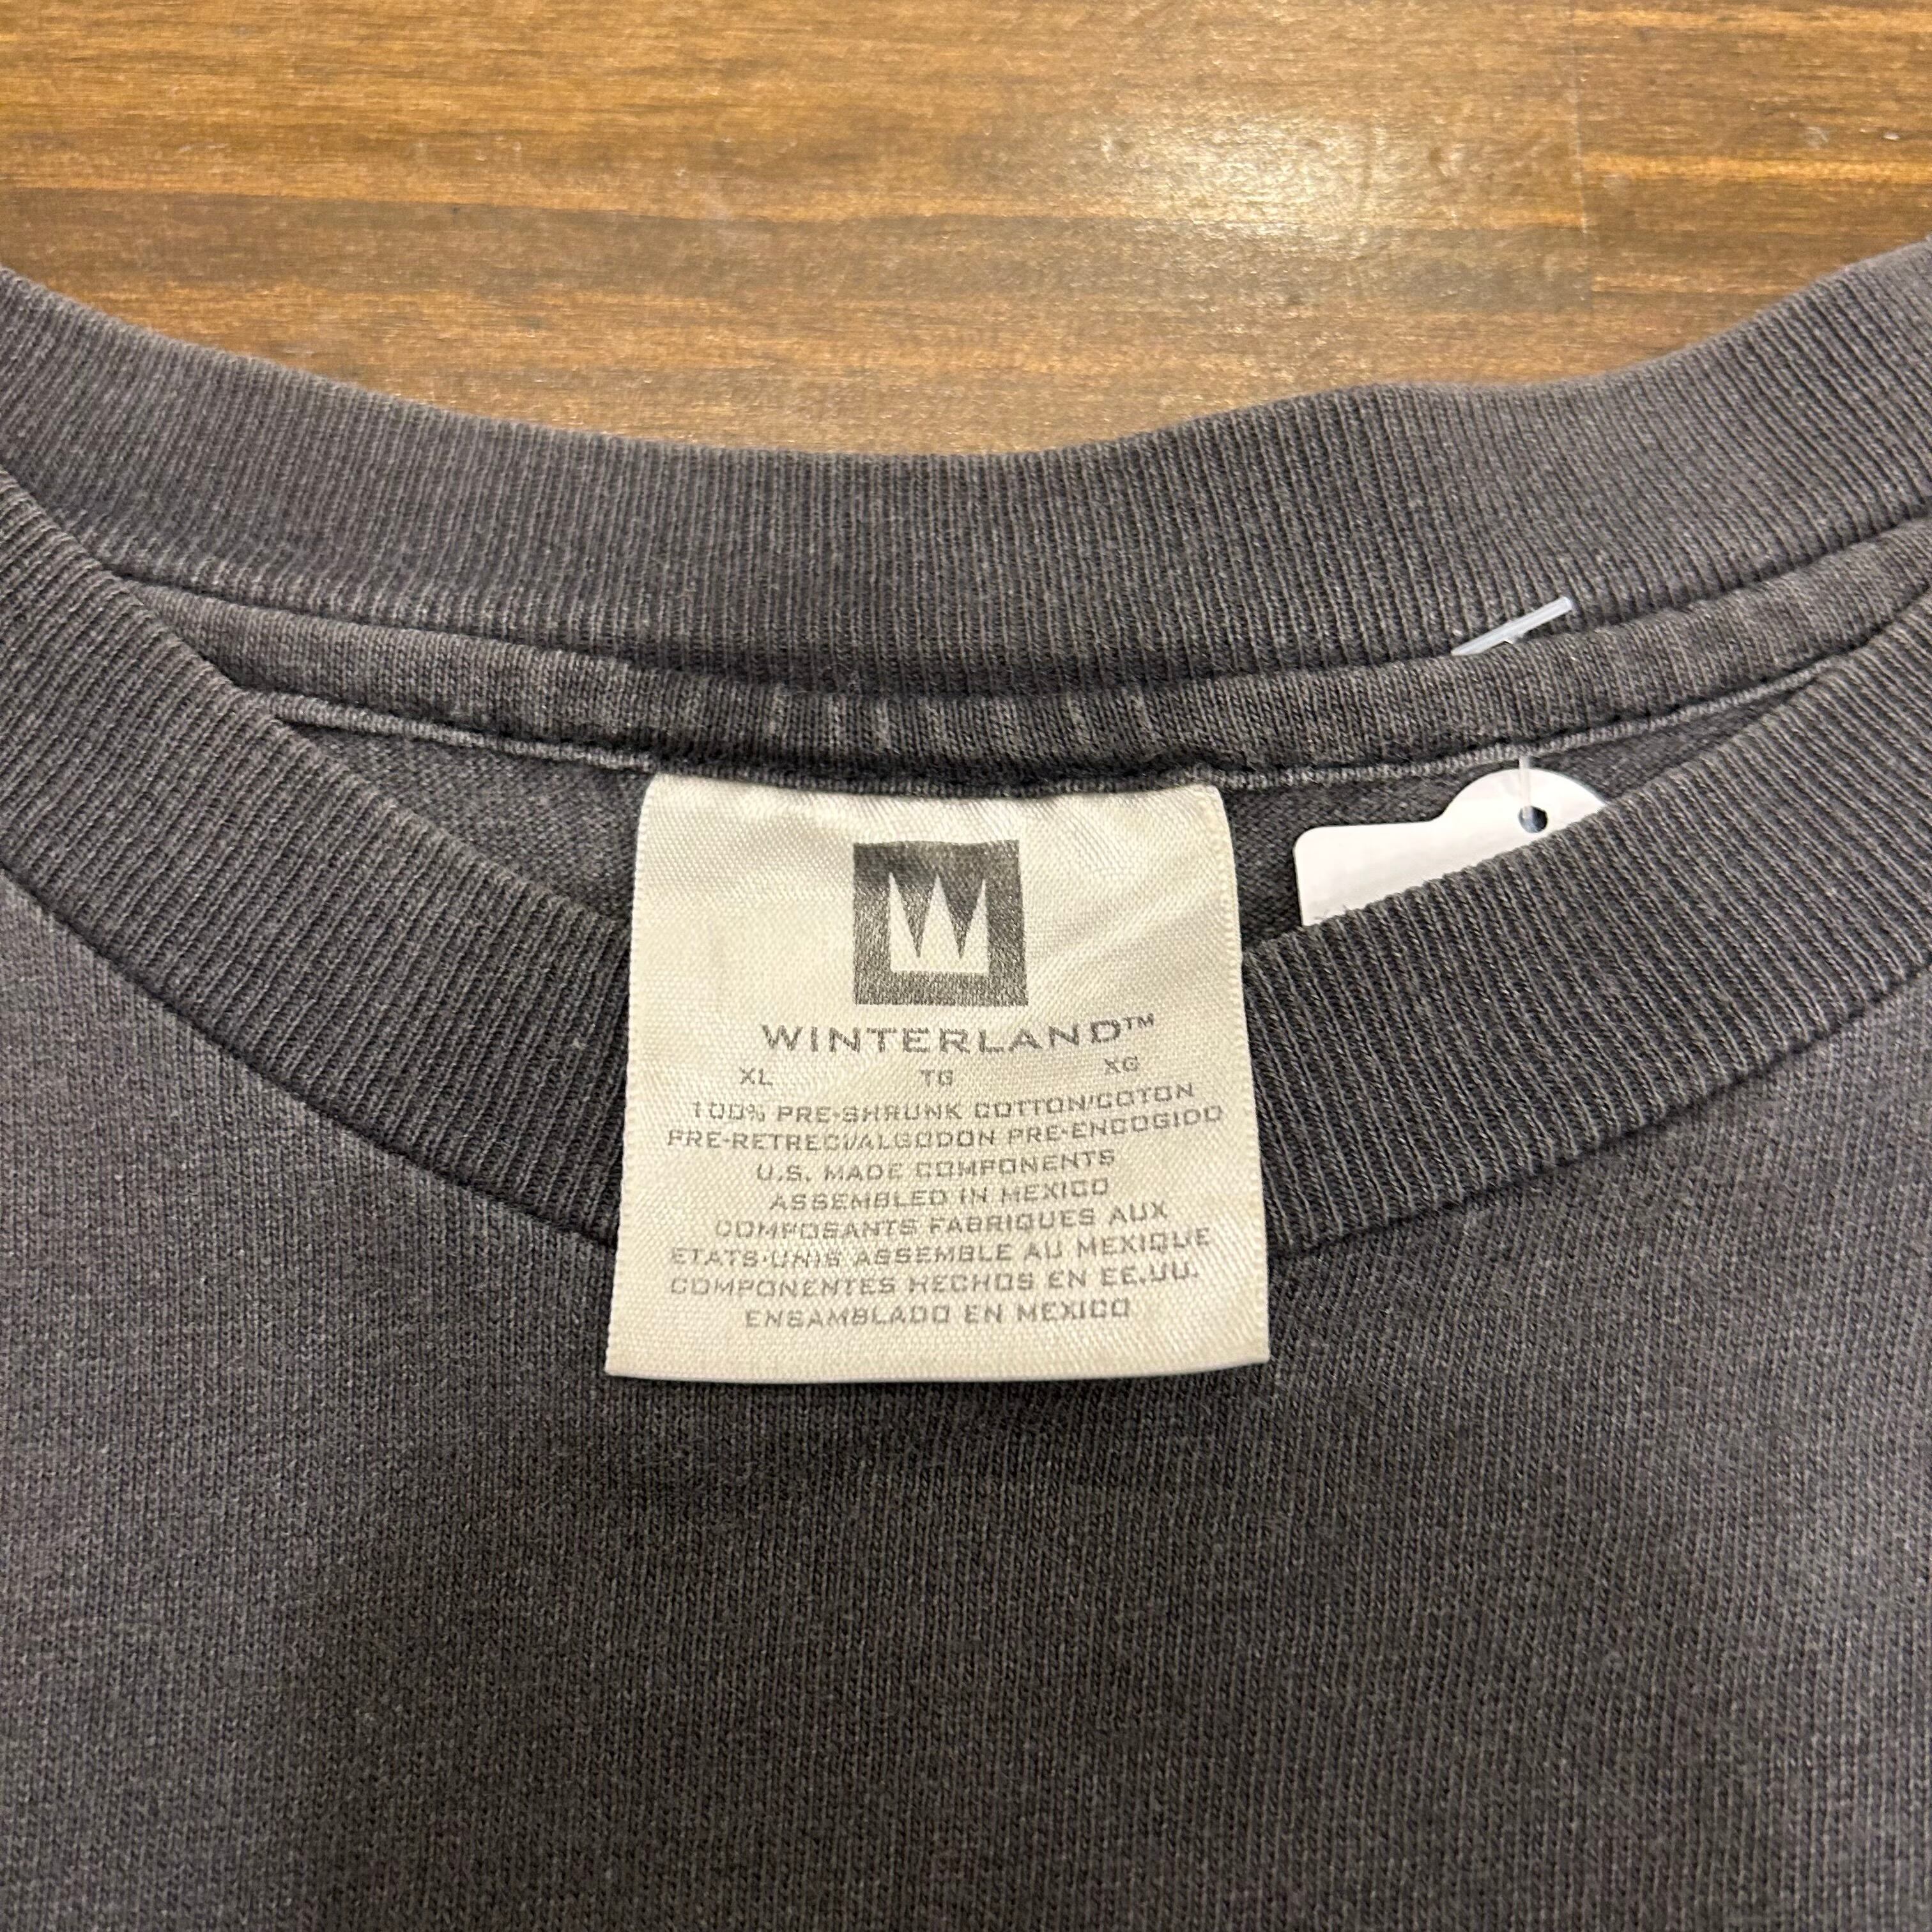 WINTERLAND™
XL TG XG
100% PRE-SHRUNK COTTON/COTON
PRE-RETRECI/ALGODON PRE-ENCOGIDO
U.S. MADE COMPONENTS
ASSEMBLED IN MEXICO
COMPOSANTS FABRIQUES AUX
ETATS-UNIS ASSEMBLE AU MEXIQUE
COMPONENTES HECHOS EN EE.UU.
ENSAMBLADO EN MEXICO